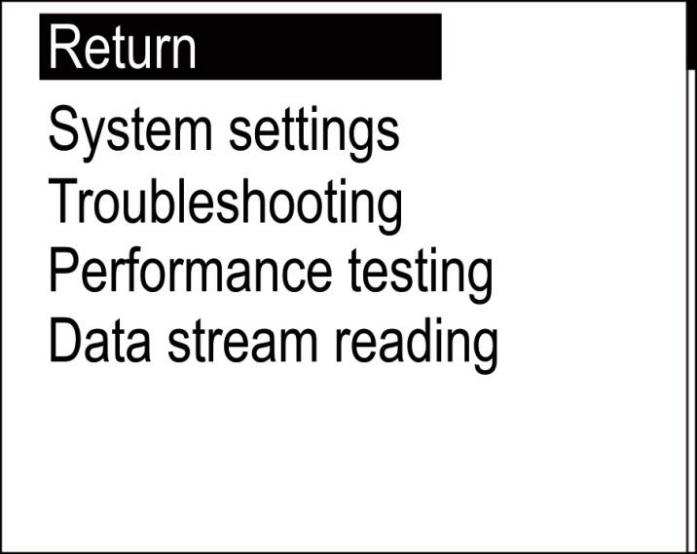 Return
System settings
Troubleshooting
Performance testing
Data stream reading